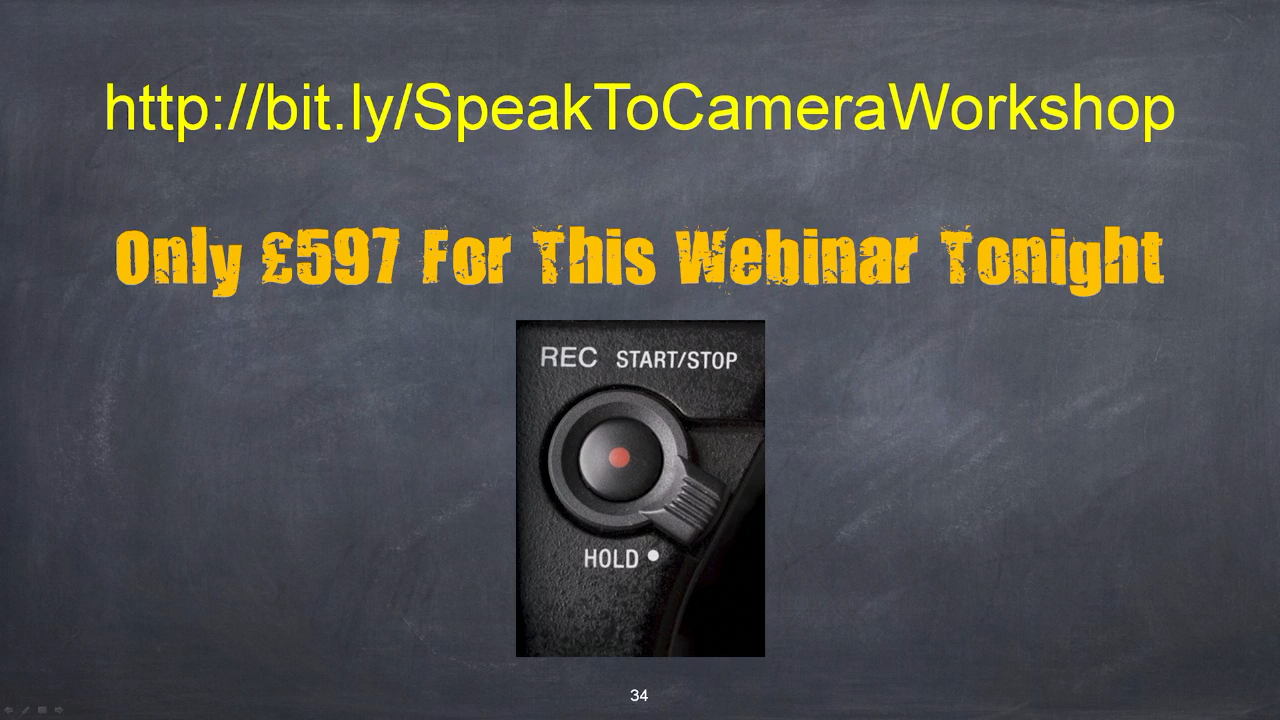 http://bit.ly/SpeakToCameraWorkshop
Only £597 For This Webinar Tonight
REC START/STOP
HOLD
34